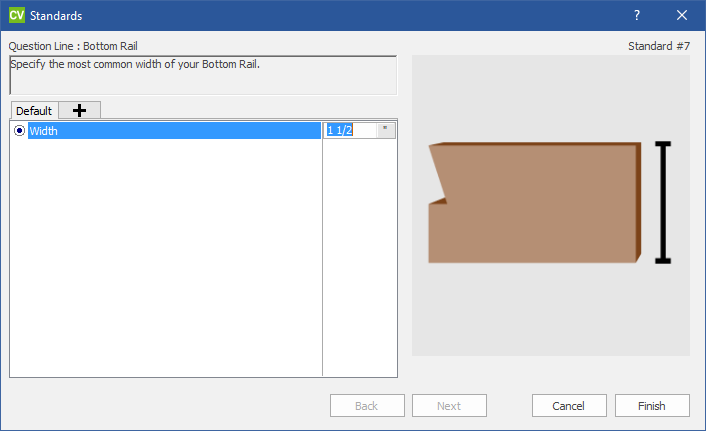 CV Standards ?
Question Line : Bottom Rail Standard #7
Specify the most common width of your Bottom Rail.
Default
Width 1 1/2 "
Back Next Cancel Finish